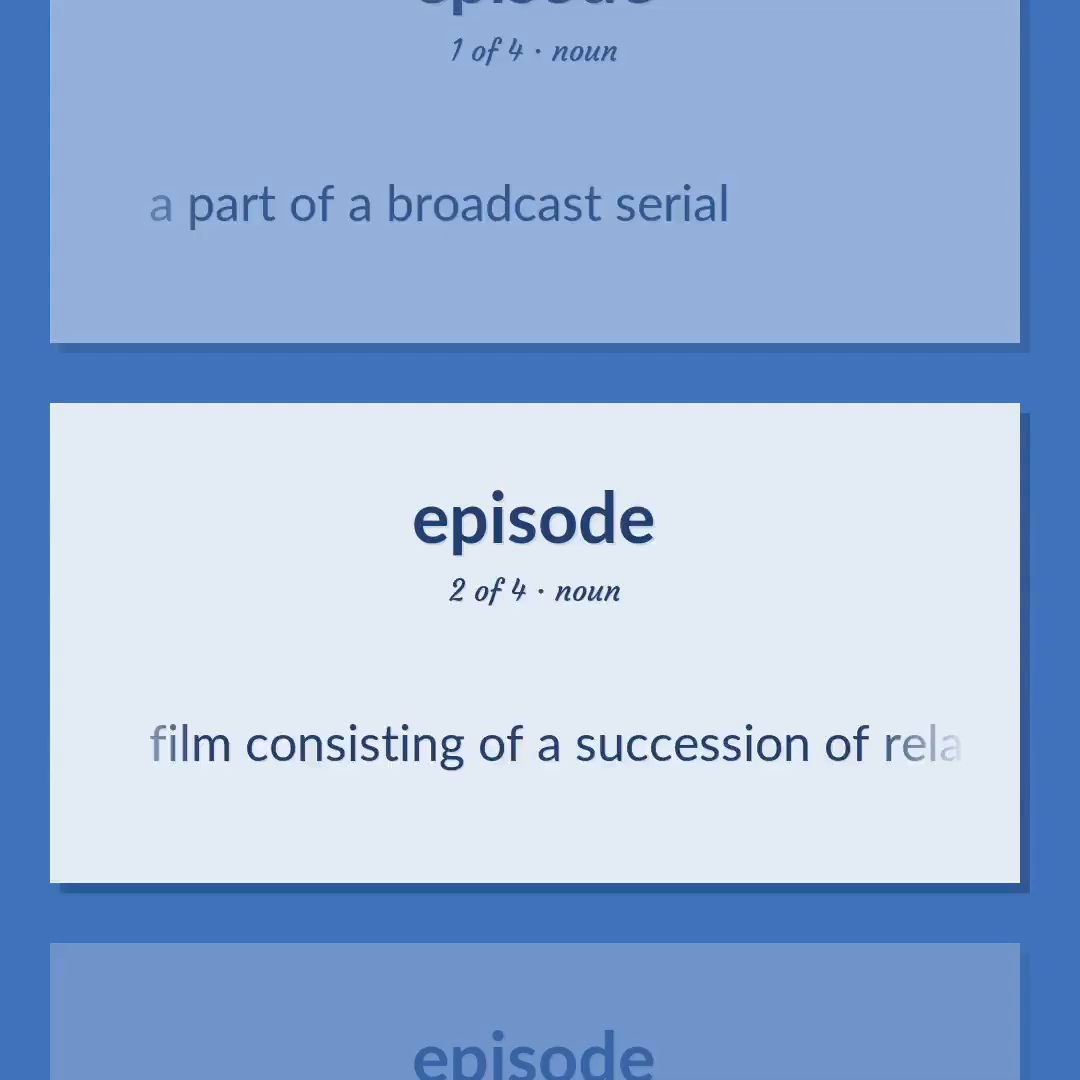 episode
1 of 4 · noun
a part of a broadcast serial
episode
2 of 4 · noun
film consisting of a succession of rela
episode